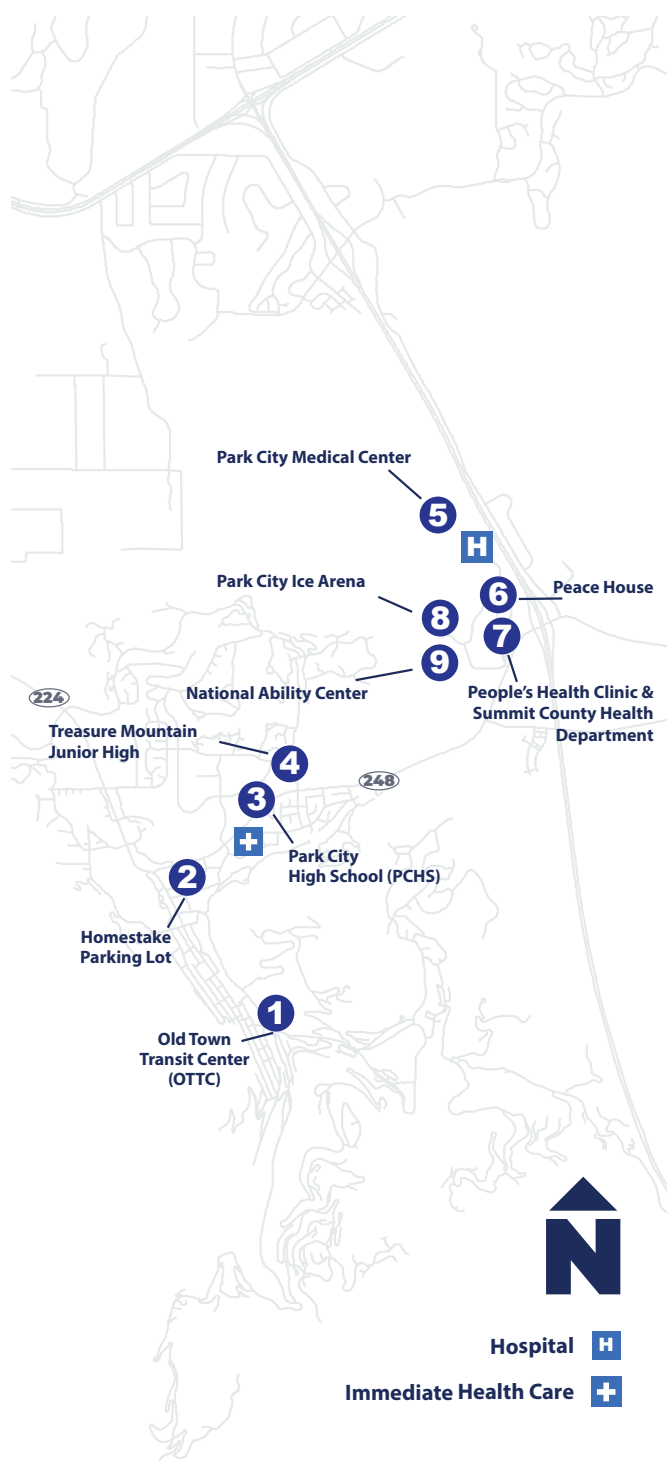 Park City Medical Center
5
H
Park City Ice Arena
6
Peace House
8
7
9
National Ability Center
People’s Health Clinic &
Summit County Health
Department
224
Treasure Mountain
Junior High
4
248
3
Park City
High School (PCHS)
2
Homestake
Parking Lot
1
Old Town
Transit Center
(OTTC)
N
Hospital H
Immediate Health Care